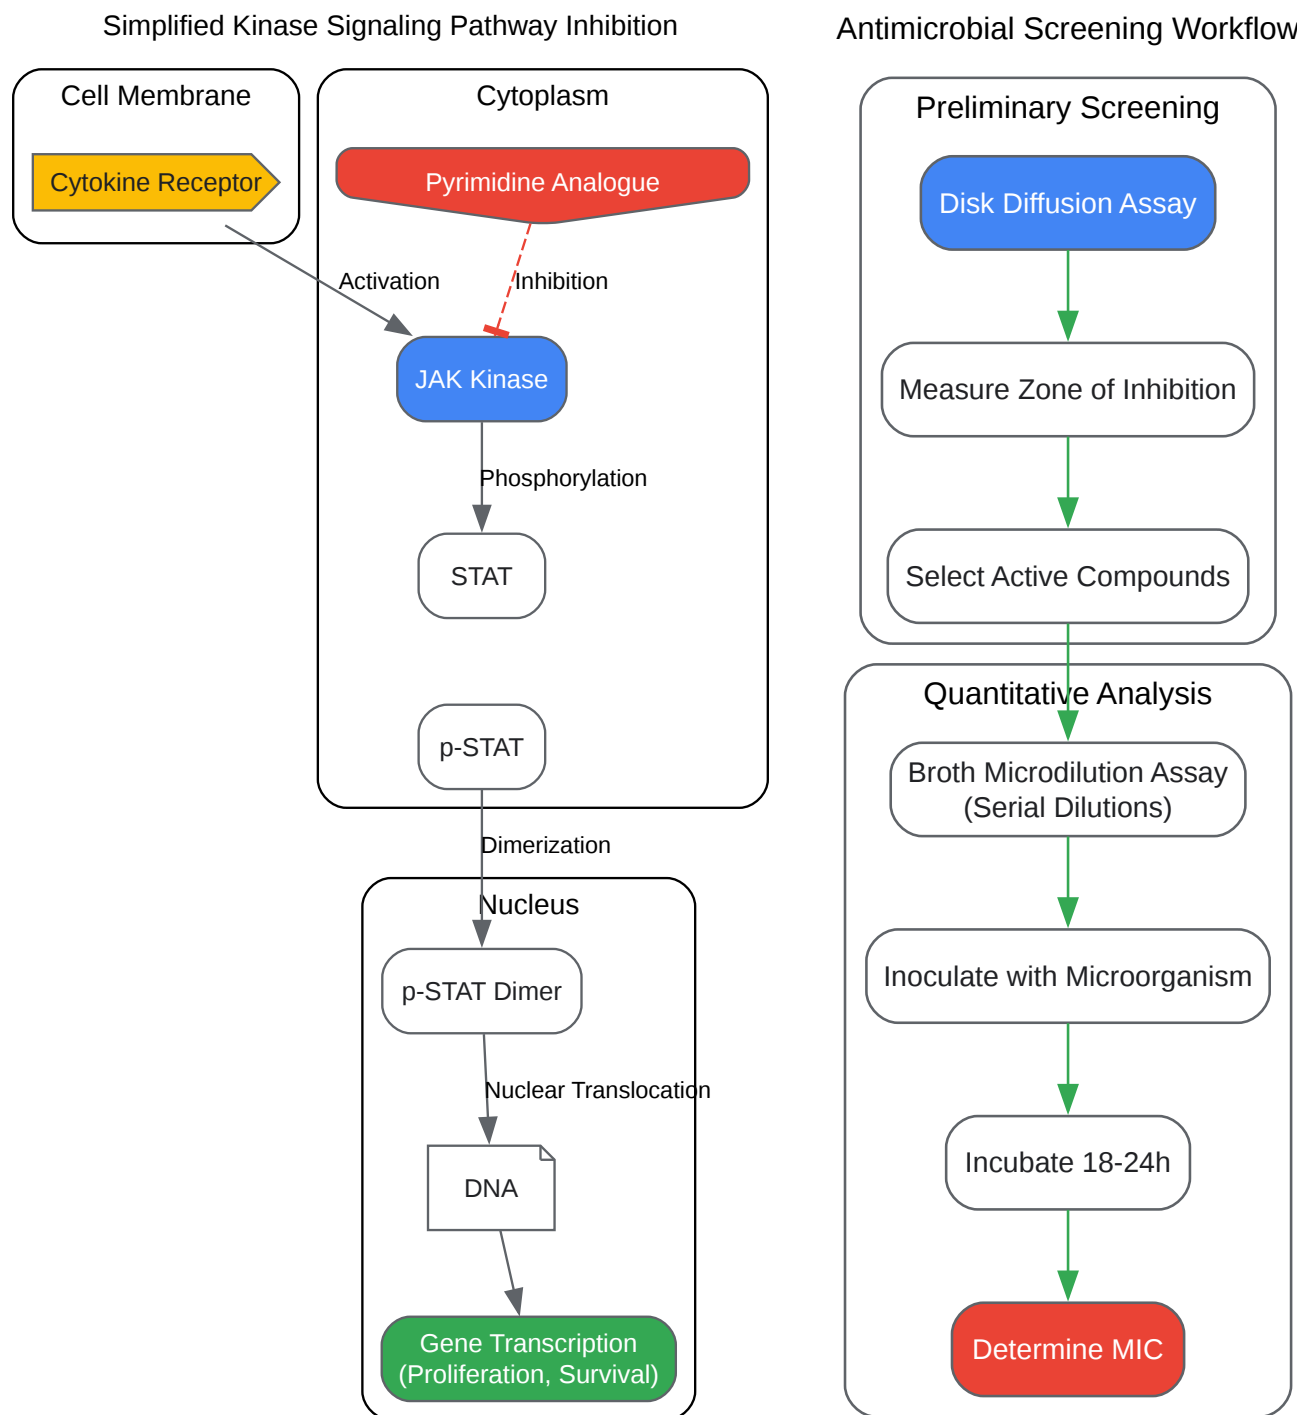 Simplified Kinase Signaling Pathway Inhibition
Cell Membrane
Cytokine Receptor
Cytoplasm
Pyrimidine Analogue
Activation
Inhibition
JAK Kinase
Phosphorylation
STAT
p-STAT
Dimerization
Nucleus
p-STAT Dimer
Nuclear Translocation
DNA
Gene Transcription
(Proliferation, Survival)
Antimicrobial Screening Workflow
Preliminary Screening
Disk Diffusion Assay
Measure Zone of Inhibition
Select Active Compounds
Quantitative Analysis
Broth Microdilution Assay
(Serial Dilutions)
Inoculate with Microorganism
Incubate 18-24h
Determine MIC